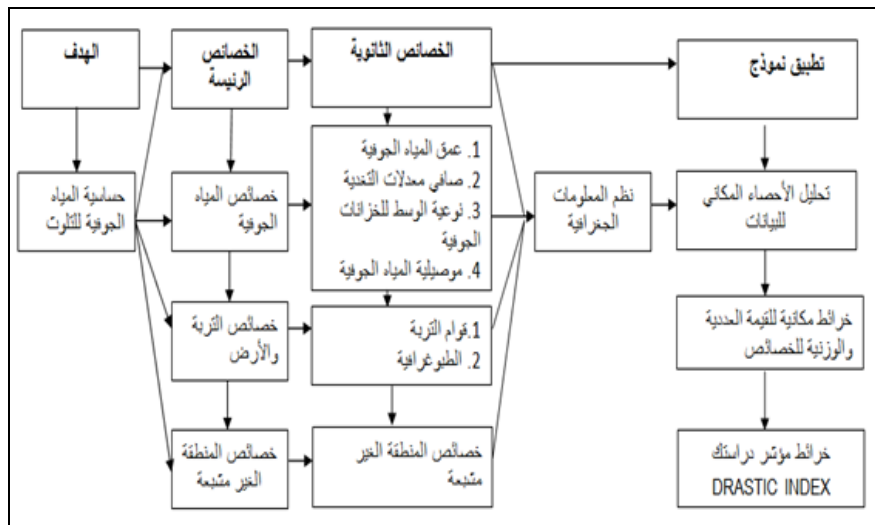 الهدف
الخصائص
الرئيسة
الخصائص الثانوية
تطبيق نموذج
حساسية المياه
الجوفية للتلوث
خصائص المياه
الجوفية
1. عمق المياه الجوفية
2. صافي معدلات التغذية
3. نوعية الوسط للخزانات
الجوفية
4. موصيلية المياه الجوفية
نظم المعلومات
الجغرافية
تحليل الأحصاء المكاني
للبيانات
خصائص التربة
والأرض
1.قوام التربة
2. الطبوغرافية
خرائط مكانية للقيمة العددية
والوزنية للخصائص
خصائص المنطقة
الغير مشبعة
خصائص المنطقة الغير
مشبعة
خرائط مؤشر دراستك
DRASTIC INDEX